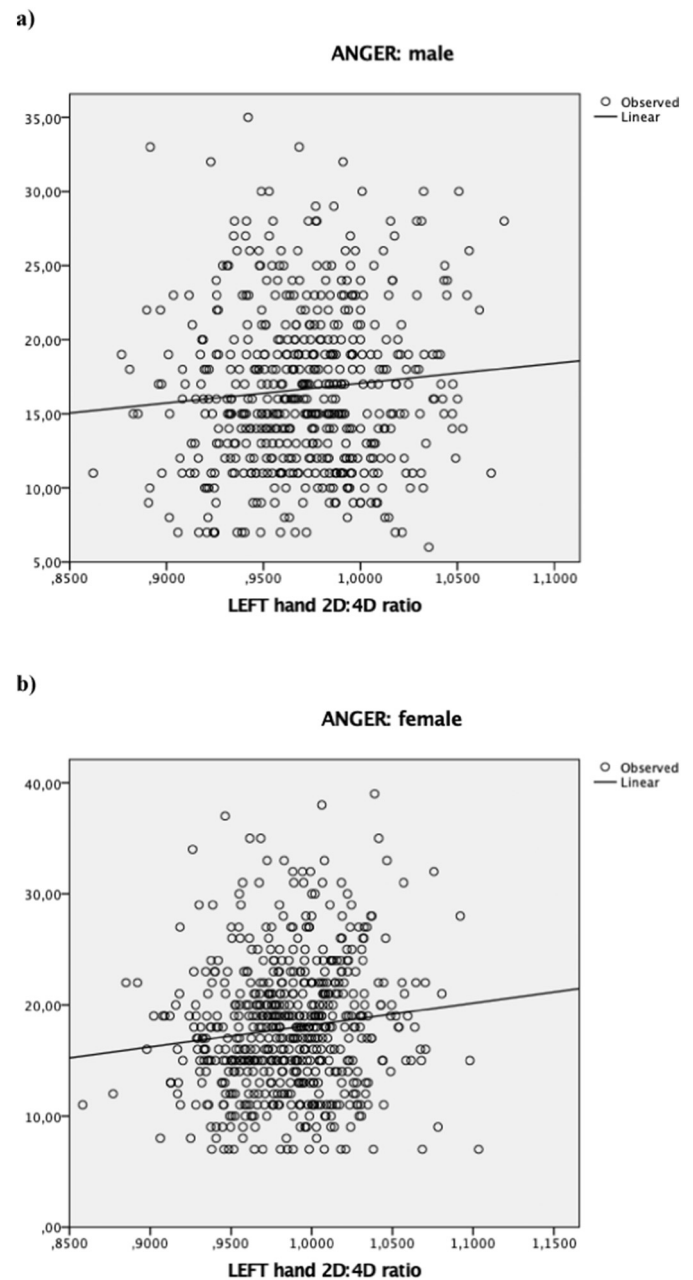 a)
ANGER: male
Observed
Linear
35,00
30,00
25,00
20,00
15,00
10,00
5,00
,8500 ,9000 ,9500 1,0000 1,0500 1,1000
LEFT hand 2D:4D ratio
b)
ANGER: female
Observed
Linear
40,00
30,00
20,00
10,00
,00
,8500 ,9000 ,9500 1,0000 1,0500 1,1000 1,1500
LEFT hand 2D:4D ratio